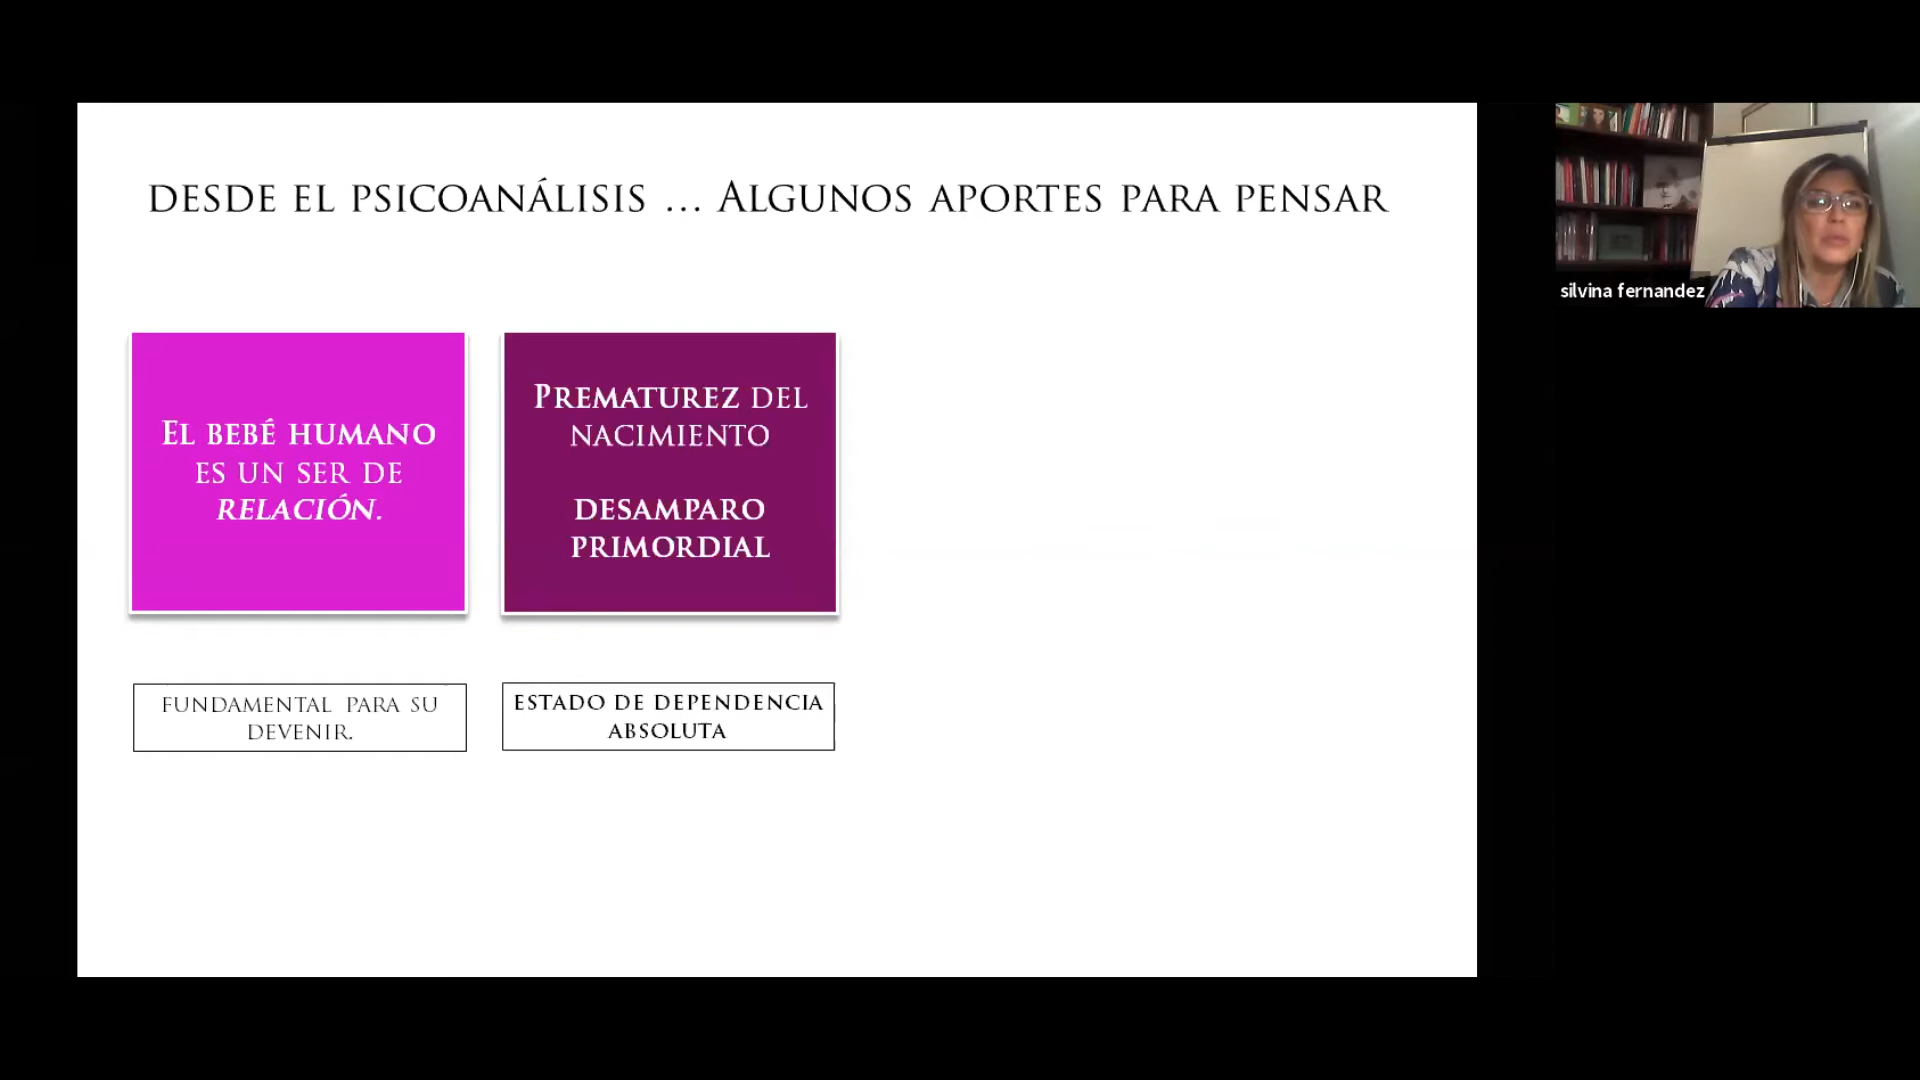 DESDE EL PSICOANÁLISIS … ALGUNOS APORTES PARA PENSAR
EL BEBÉ HUMANO
ES UN SER DE
RELACIÓN.
PREMATUREZ DEL
NACIMIENTO
DESAMPARO
PRIMORDIAL
FUNDAMENTAL PARA SU
DEVENIR.
ESTADO DE DEPENDENCIA
ABSOLUTA
silvina fernandez